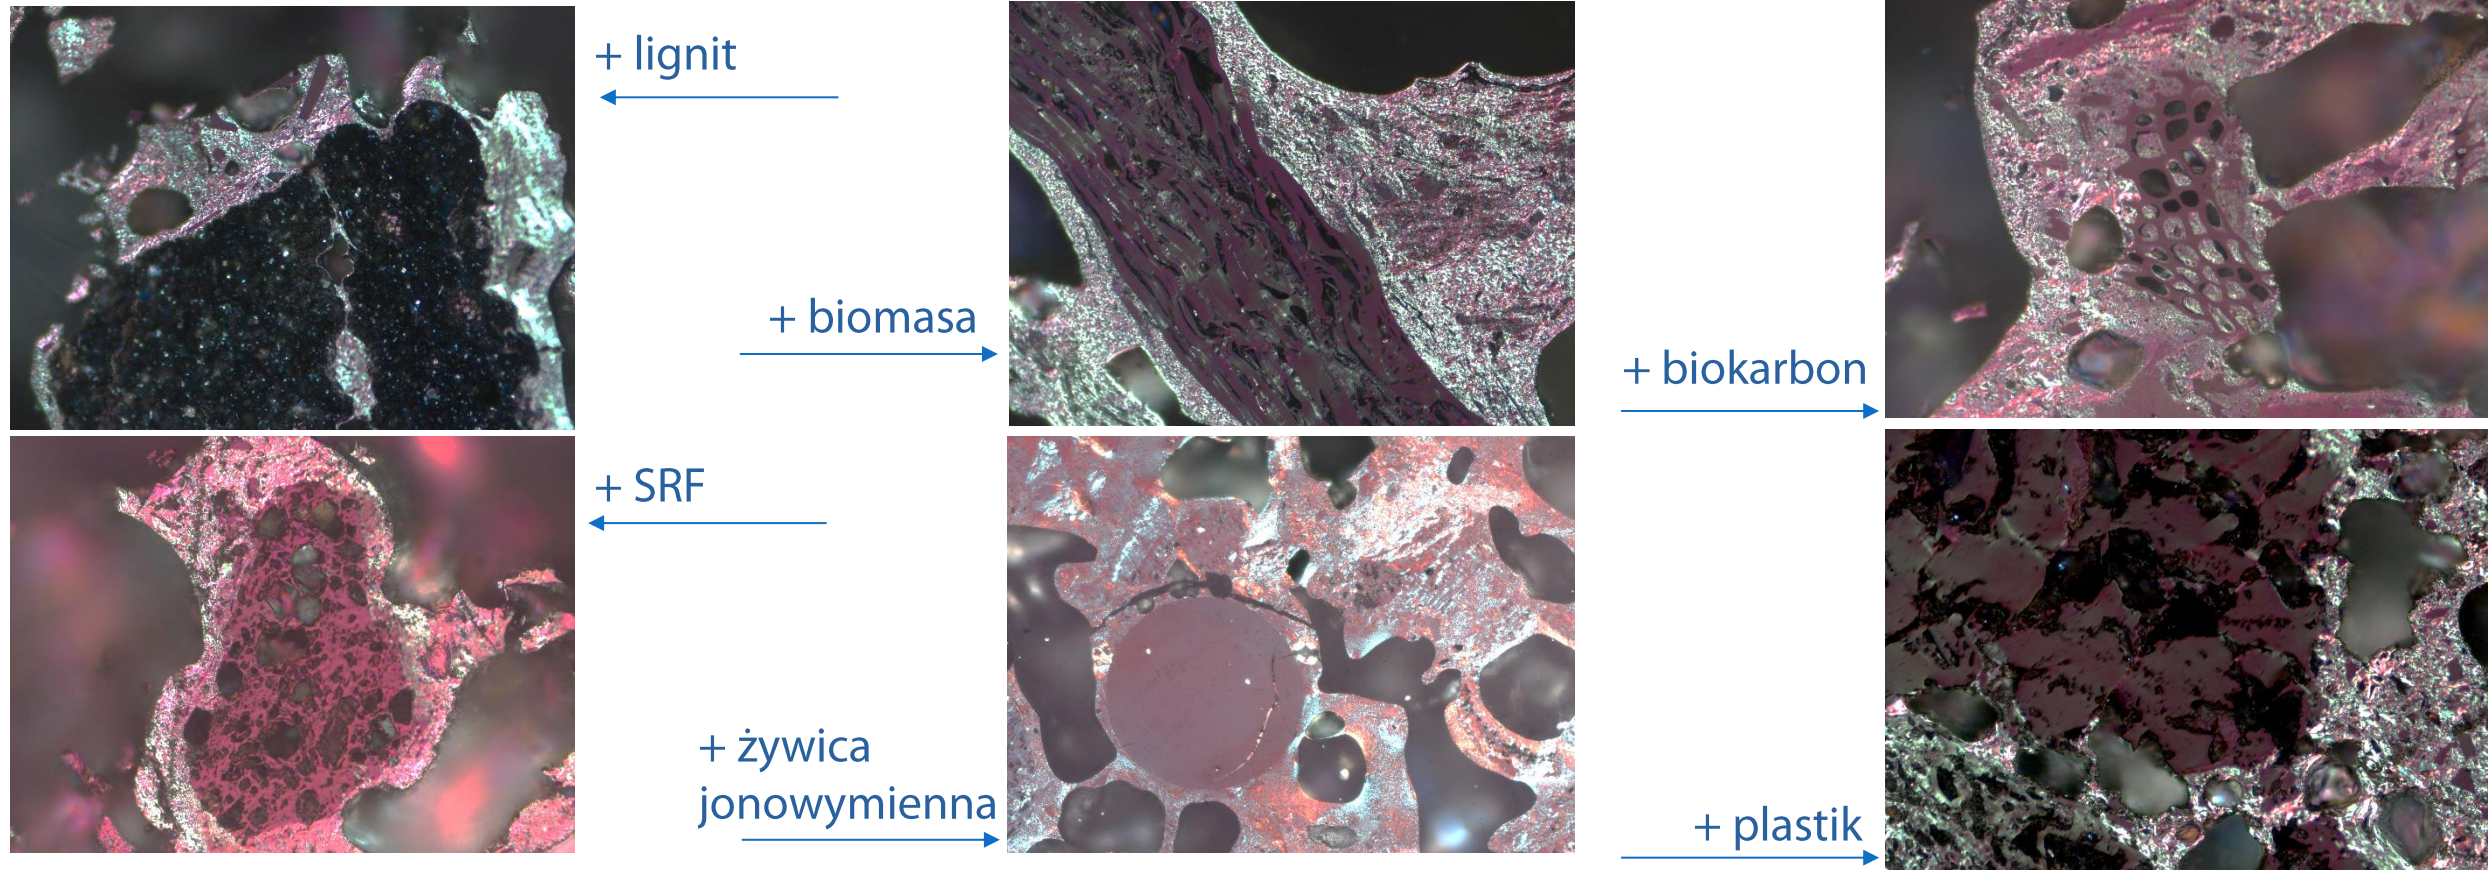 + lignit
+ biomasa
+ biokarbon
+ SRF
+ żywica
jonowymienna
+ plastik